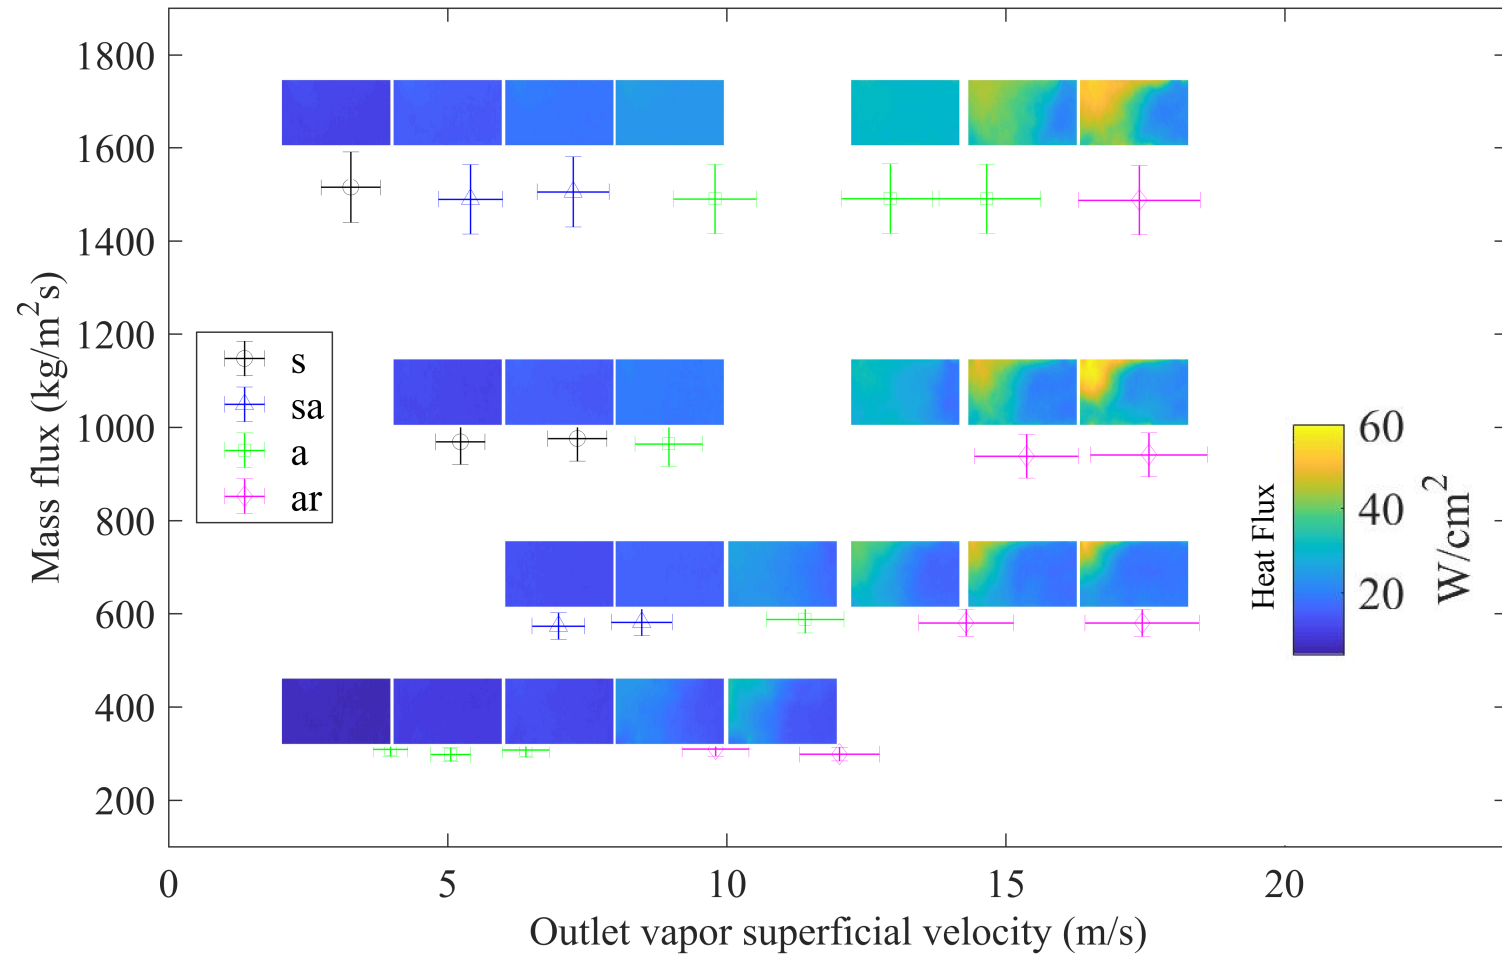 1800
1600
1400
1200
1000
800
600
400
200
Mass flux (kg/m²s)
s
sa
a
ar
Heat Flux
60
40
20
W/cm²
0 5 10 15 20
Outlet vapor superficial velocity (m/s)